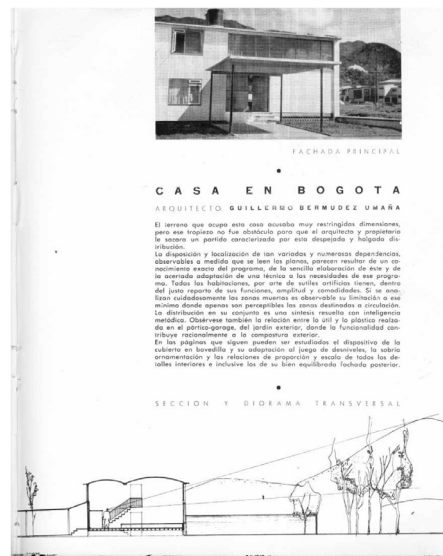 FACHADA PRINCIPAL
CASA EN BOGOTA
ARQUITECTO GUILLERMO BERMUDEZ UMAÑA
El terreno que ocupa esta casa acusaba muy restringidas dimensiones,
pero ese tropiezo no fue obstáculo para que el arquitecto y propietario
le sacara un partido caracterizado por esta despejada y holgada dis-
tribución.
La disposición y localización de tan variadas y numerosas dependencias,
observables a medida que se leen los planos, parecen resultar de un co-
nocimiento exacto del programa, de la sencilla elaboración de éste y de
la acertada adaptación de una técnica a las necesidades de ese progra-
ma. Todas las habitaciones, por arte de sutiles artificios tienen, dentro
del justo reparto de sus funciones, amplitud y comodidades. Si se ana-
lizan cuidadosamente las zonas muertas es observable su limitación a ese
mínimo donde apenas son perceptibles las zonas destinadas a circulación.
La distribución en su conjunto es una síntesis resuelta con inteligencia
metódica. Obsérvese también la relación entre lo útil y lo plástico realiza-
da en el pórtico-garage, del jardín exterior, donde la funcionalidad con-
tribuye racionalmente a la compostura exterior.
En las páginas que siguen pueden ser estudiados el dispositivo de la
cubierta en bovedilla y su adaptación al juego de desniveles, la sobria
ornamentación y las relaciones de proporción y escala de todos los de-
talles interiores e inclusive los de su bien equilibrada fachada posterior.
SECCION Y DIORAMA TRANSVERSAL